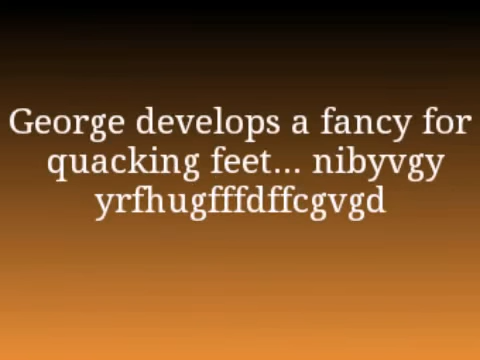 George develops a fancy for
quacking feet... nibyvgy
yrfhugfffdffcgvgd